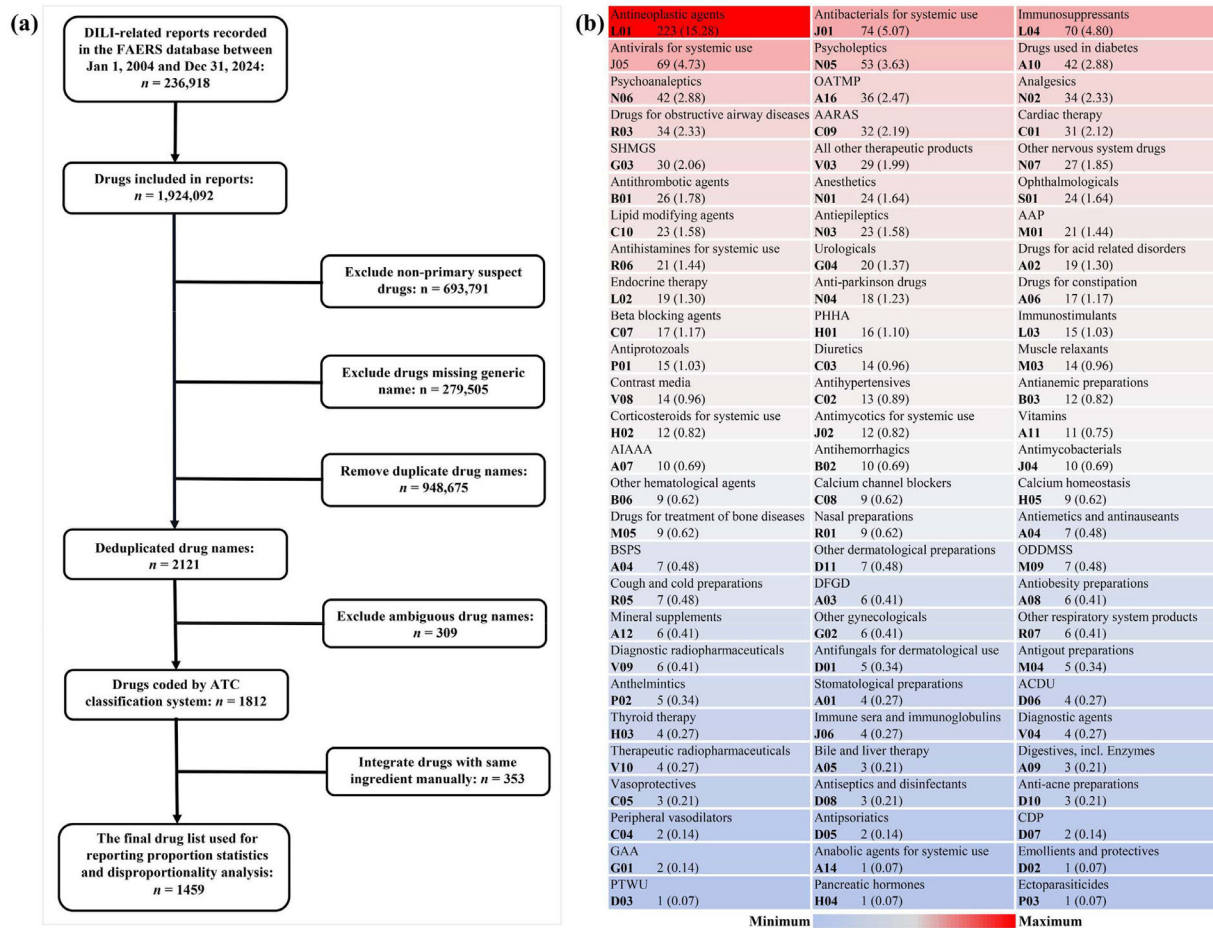 (a)
DILI-related reports recorded
in the FAERS database between
Jan 1, 2004 and Dec 31, 2024:
n = 236,918
Drugs included in reports:
n = 1,924,092
Exclude non-primary suspect
drugs: n = 693,791
Exclude drugs missing generic
name: n = 279,505
Remove duplicate drug names:
n = 948,675
Deduplicated drug names:
n = 2121
Exclude ambiguous drug names:
n = 309
Drugs coded by ATC
classification system: n = 1812
Integrate drugs with same
ingredient manually: n = 353
The final drug list used for
reporting proportion statistics
and disproportionality analysis:
n = 1459
(b)
Antineoplastic agents Antibacterials for systemic use Immunosuppressants
L01 223 (15.28) J01 74 (5.07) L04 70 (4.80)
Antivirals for systemic use Psycholeptics Drugs used in diabetes
J05 69 (4.73) N05 53 (3.63) A10 42 (2.88)
Psychoanaleptics OATMP Analgesics
N06 42 (2.88) A16 36 (2.47) N02 34 (2.33)
Drugs for obstructive airway diseases AARAS Cardiac therapy
R03 34 (2.33) C09 32 (2.19) C01 31 (2.12)
SHMGS All other therapeutic products Other nervous system drugs
G03 30 (2.06) V03 29 (1.99) N07 27 (1.85)
Antithrombotic agents Anesthetics Ophthalmologicals
B01 26 (1.78) N01 24 (1.64) S01 24 (1.64)
Lipid modifying agents Antiepileptics AAP
C10 23 (1.58) N03 23 (1.58) M01 21 (1.44)
Antihistamines for systemic use Urologicals Drugs for acid related disorders
R06 21 (1.44) G04 20 (1.37) A02 19 (1.30)
Endocrine therapy Anti-parkinson drugs Drugs for constipation
L02 19 (1.30) N04 18 (1.23) A06 17 (1.17)
Beta blocking agents PHHA Immunostimulants
C07 17 (1.17) H01 16 (1.10) L03 15 (1.03)
Antiprotozoals Diuretics Muscle relaxants
P01 15 (1.03) C03 14 (0.96) M03 14 (0.96)
Contrast media Antihypertensives Antianemic preparations
V08 14 (0.96) C02 13 (0.89) B03 12 (0.82)
Corticosteroids for systemic use Antimycotics for systemic use Vitamins
H02 12 (0.82) J02 12 (0.82) A11 11 (0.75)
AIAAA Antihemorrhagics Antimycobacterials
A07 10 (0.69) B02 10 (0.69) J04 10 (0.69)
Other hematological agents Calcium channel blockers Calcium homeostasis
B06 9 (0.62) C08 9 (0.62) H05 9 (0.62)
Drugs for treatment of bone diseases Nasal preparations Antiemetics and antinauseants
M05 9 (0.62) R01 9 (0.62) A04 7 (0.48)
BSPS Other dermatological preparations ODDMSS
A04 7 (0.48) D11 7 (0.48) M09 7 (0.48)
Cough and cold preparations DFGD Antiobesity preparations
R05 7 (0.48) A03 6 (0.41) A08 6 (0.41)
Mineral supplements Other gynecologicals Other respiratory system products
A12 6 (0.41) G02 6 (0.41) R07 6 (0.41)
Diagnostic radiopharmaceuticals Antifungals for dermatological use Antigout preparations
V09 6 (0.41) D01 5 (0.34) M04 5 (0.34)
Anthelmintics Stomatological preparations ACDU
P02 5 (0.34) A01 4 (0.27) D06 4 (0.27)
Thyroid therapy Immune sera and immunoglobulins Diagnostic agents
H03 4 (0.27) J06 4 (0.27) V04 4 (0.27)
Therapeutic radiopharmaceuticals Bile and liver therapy Digestives, incl. Enzymes
V10 4 (0.27) A05 3 (0.21) A09 3 (0.21)
Vasoprotectives Antiseptics and disinfectants Anti-acne preparations
C05 3 (0.21) D08 3 (0.21) D10 3 (0.21)
Peripheral vasodilators Antipsoriatics CDP
C04 2 (0.14) D05 2 (0.14) D07 2 (0.14)
GAA Anabolic agents for systemic use Emollients and protectives
G01 2 (0.14) A14 1 (0.07) D02 1 (0.07)
PTWU Pancreatic hormones Ectoparasiticides
D03 1 (0.07) H04 1 (0.07) P03 1 (0.07)
Minimum Maximum